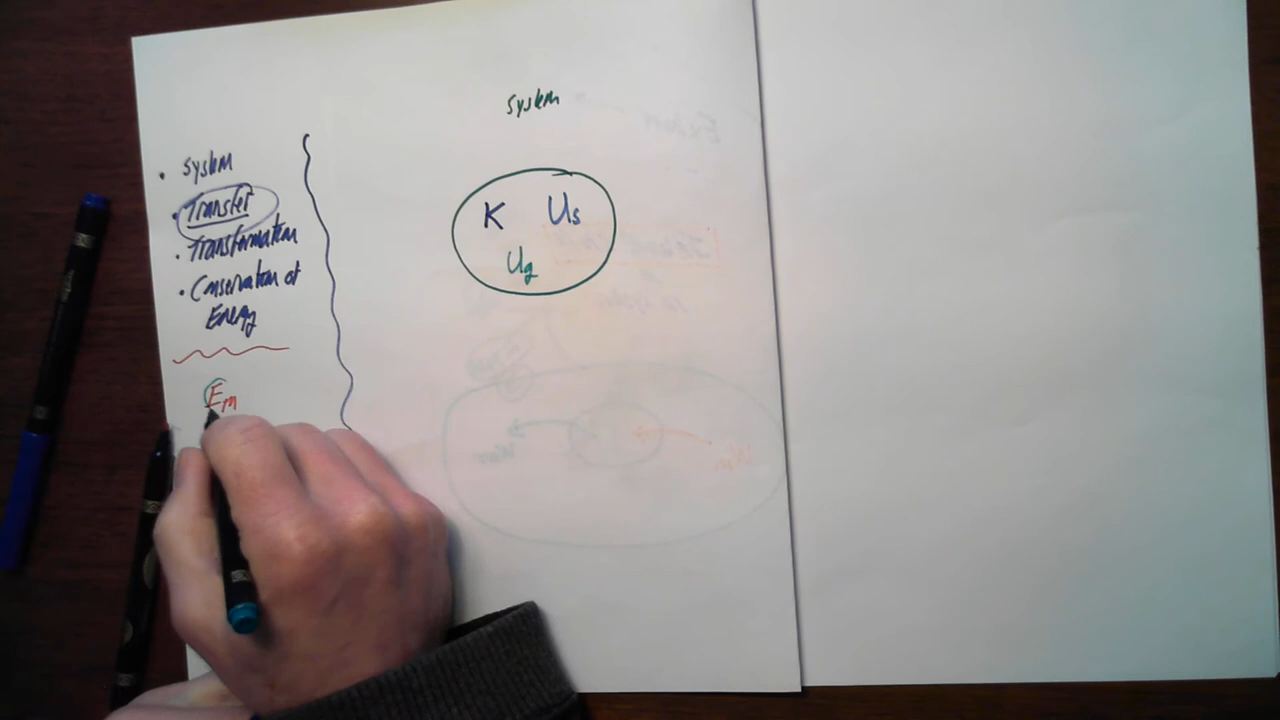 system
• system
• Transfer
• Transformation
• Conservation of
Energy
Em
K Us
Ug